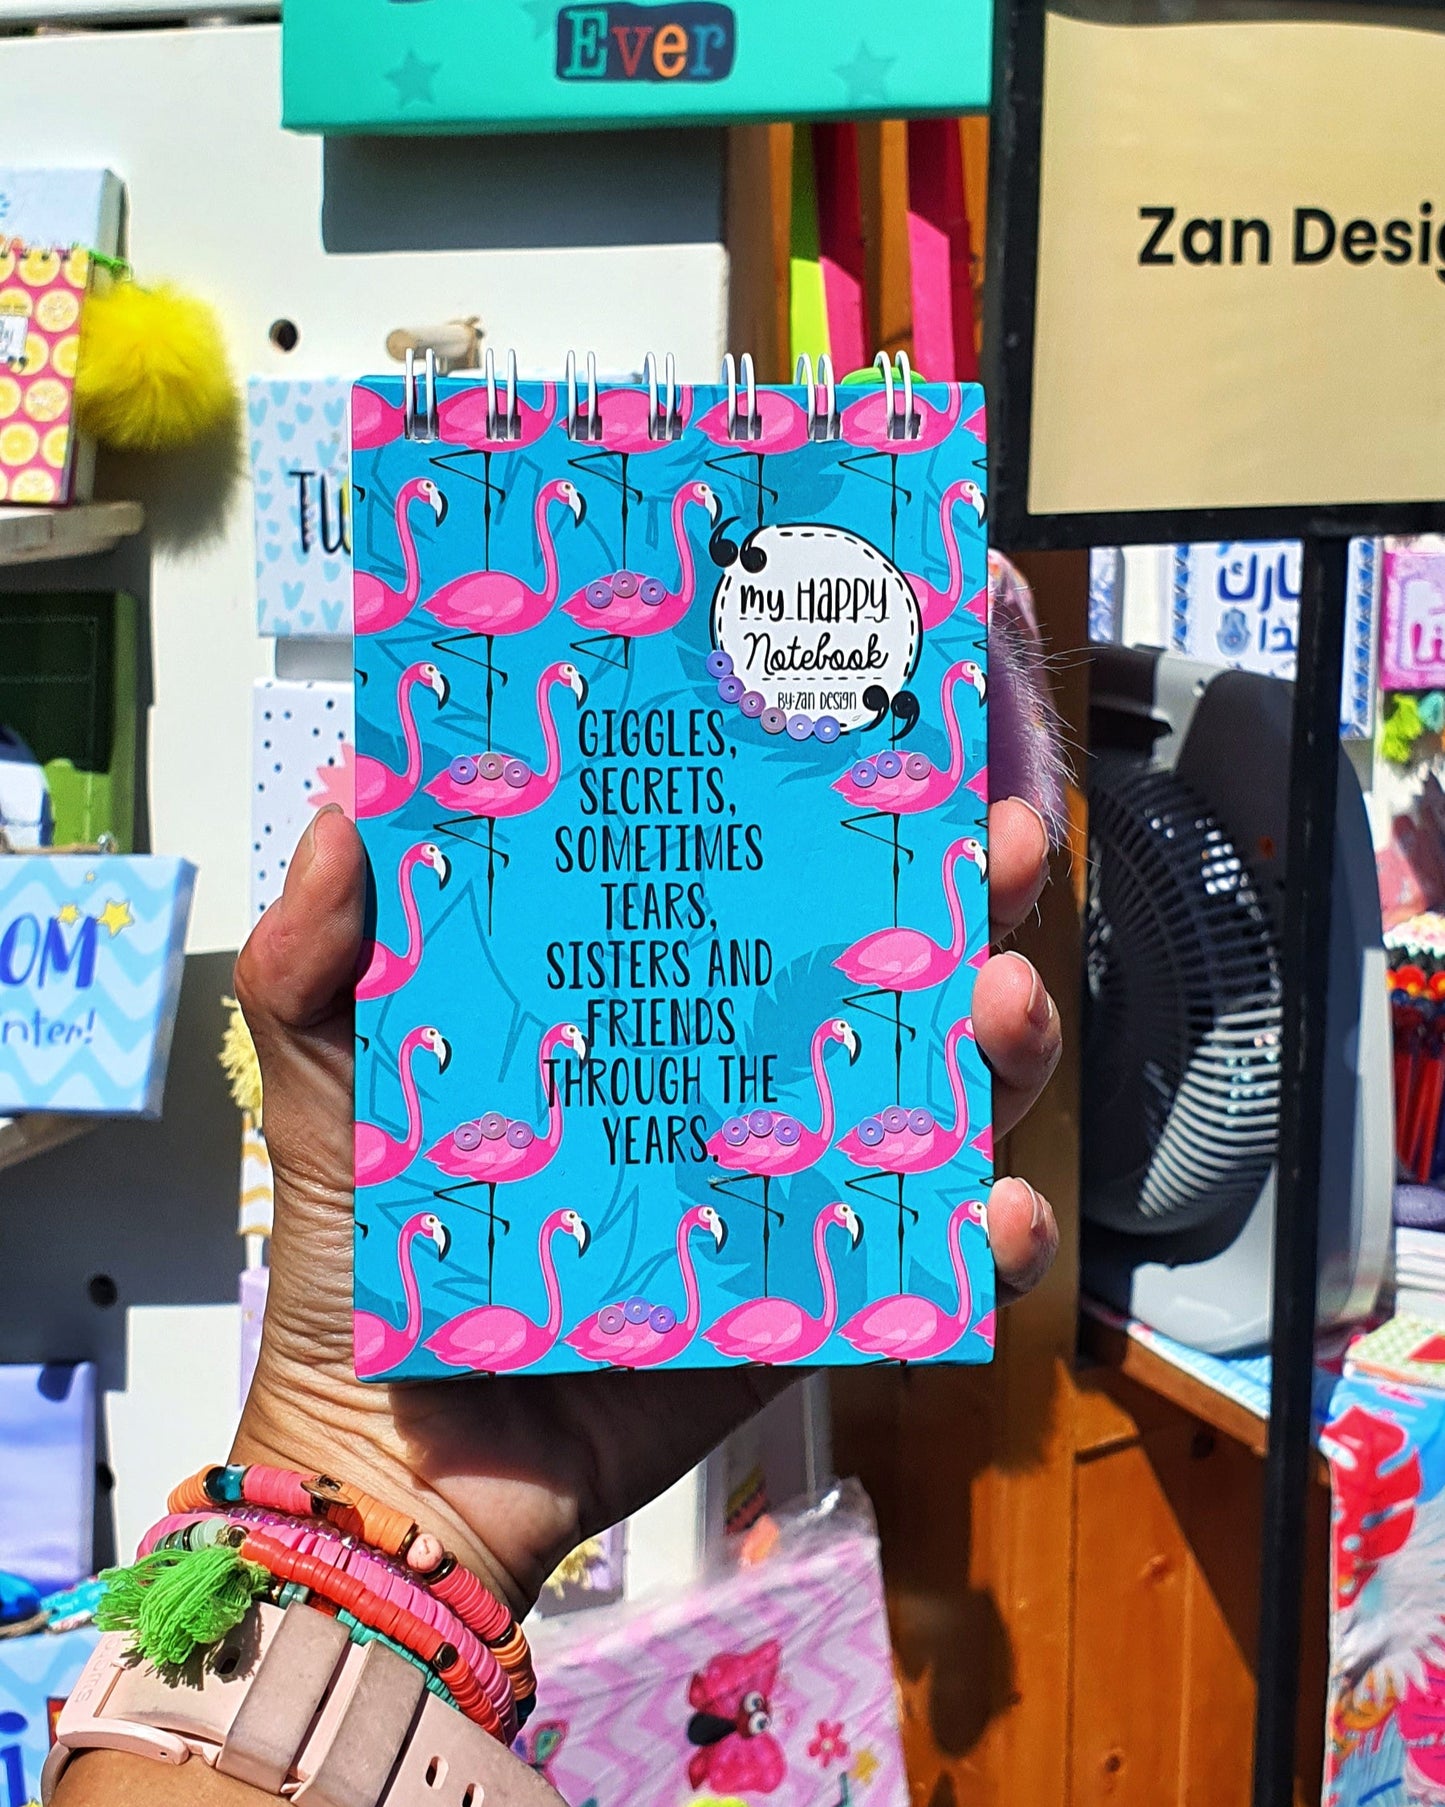 Ever
Zan Desig
my Happy
Notebook
By:Zan Design
GIGGLES,
SECRETS,
SOMETIMES
TEARS,
SISTERS AND
FRIENDS
THROUGH THE
YEARS.
TW
OM
nter!